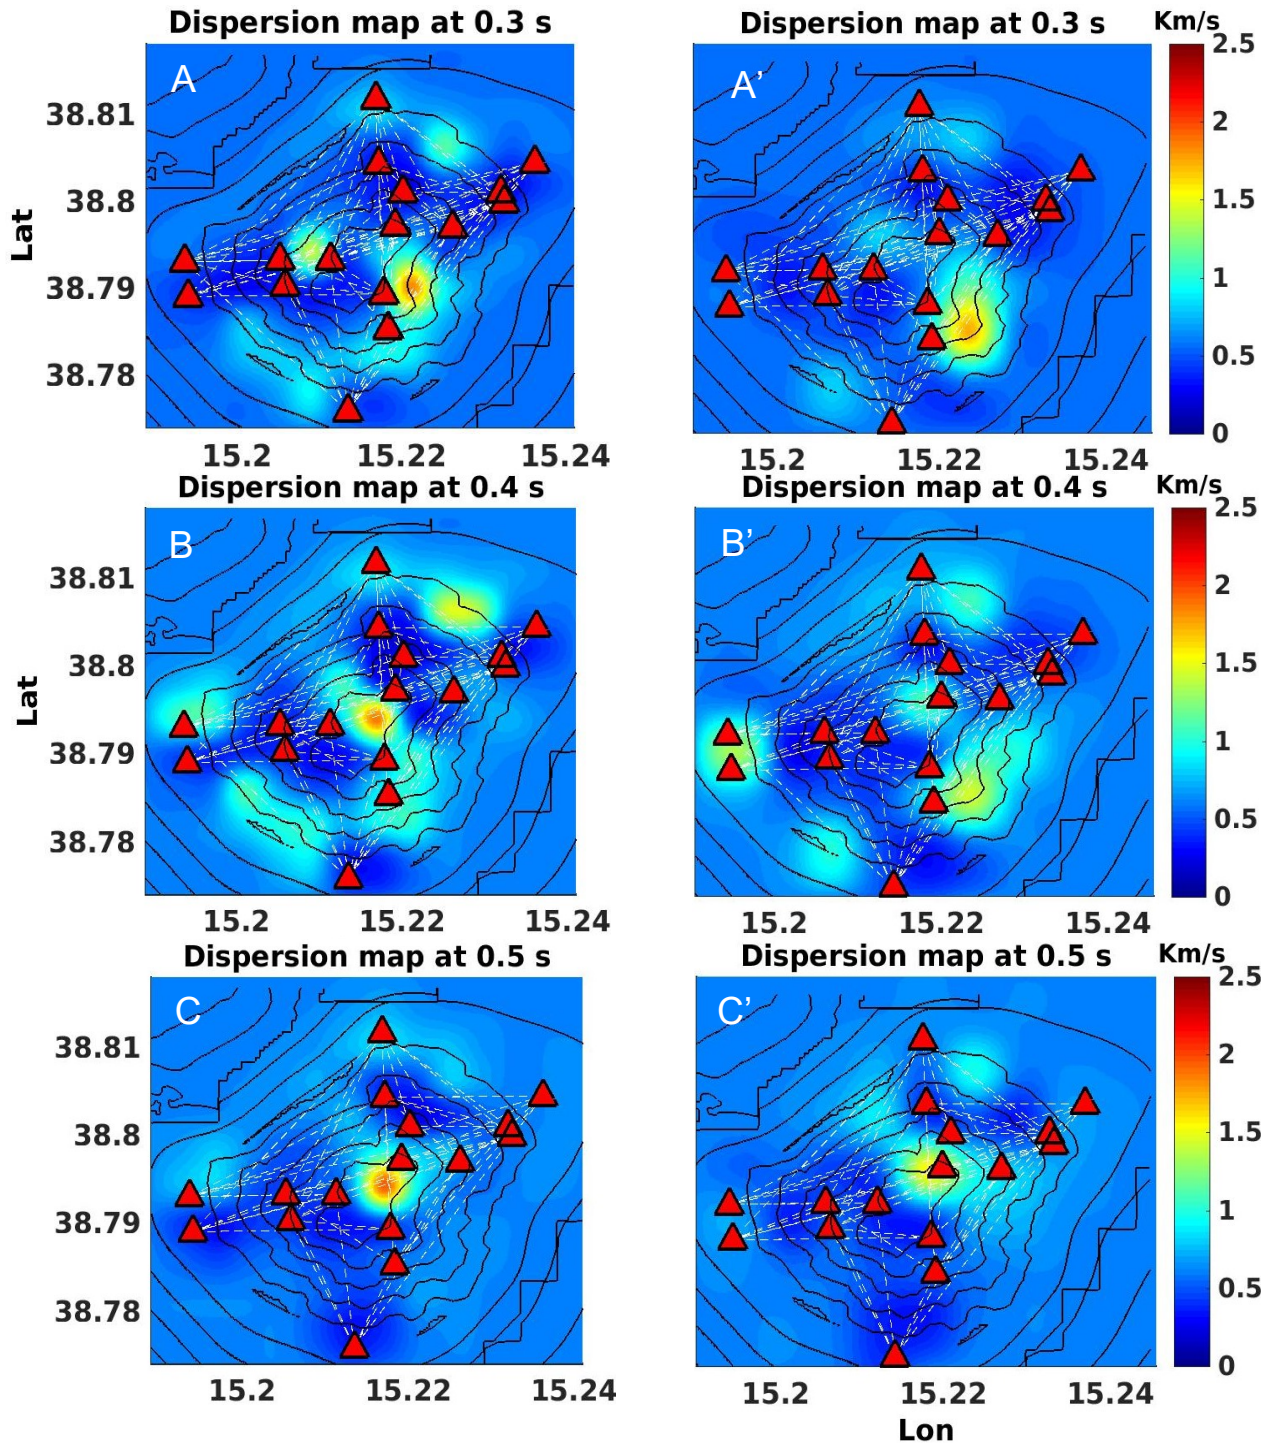 Dispersion map at 0.3 s
Dispersion map at 0.3 s
Km/s
A
A’
38.81
38.8
38.79
38.78
Lat
2.5
2
1.5
1
0.5
0
15.2
15.22
15.24
15.2
15.22
15.24
Dispersion map at 0.4 s
Dispersion map at 0.4 s
Km/s
B
B’
38.81
38.8
38.79
38.78
Lat
2.5
2
1.5
1
0.5
0
15.2
15.22
15.24
15.2
15.22
15.24
Dispersion map at 0.5 s
Dispersion map at 0.5 s
Km/s
C
C’
38.81
38.8
38.79
38.78
2.5
2
1.5
1
0.5
0
15.2
15.22
15.24
15.2
15.22
15.24
Lon